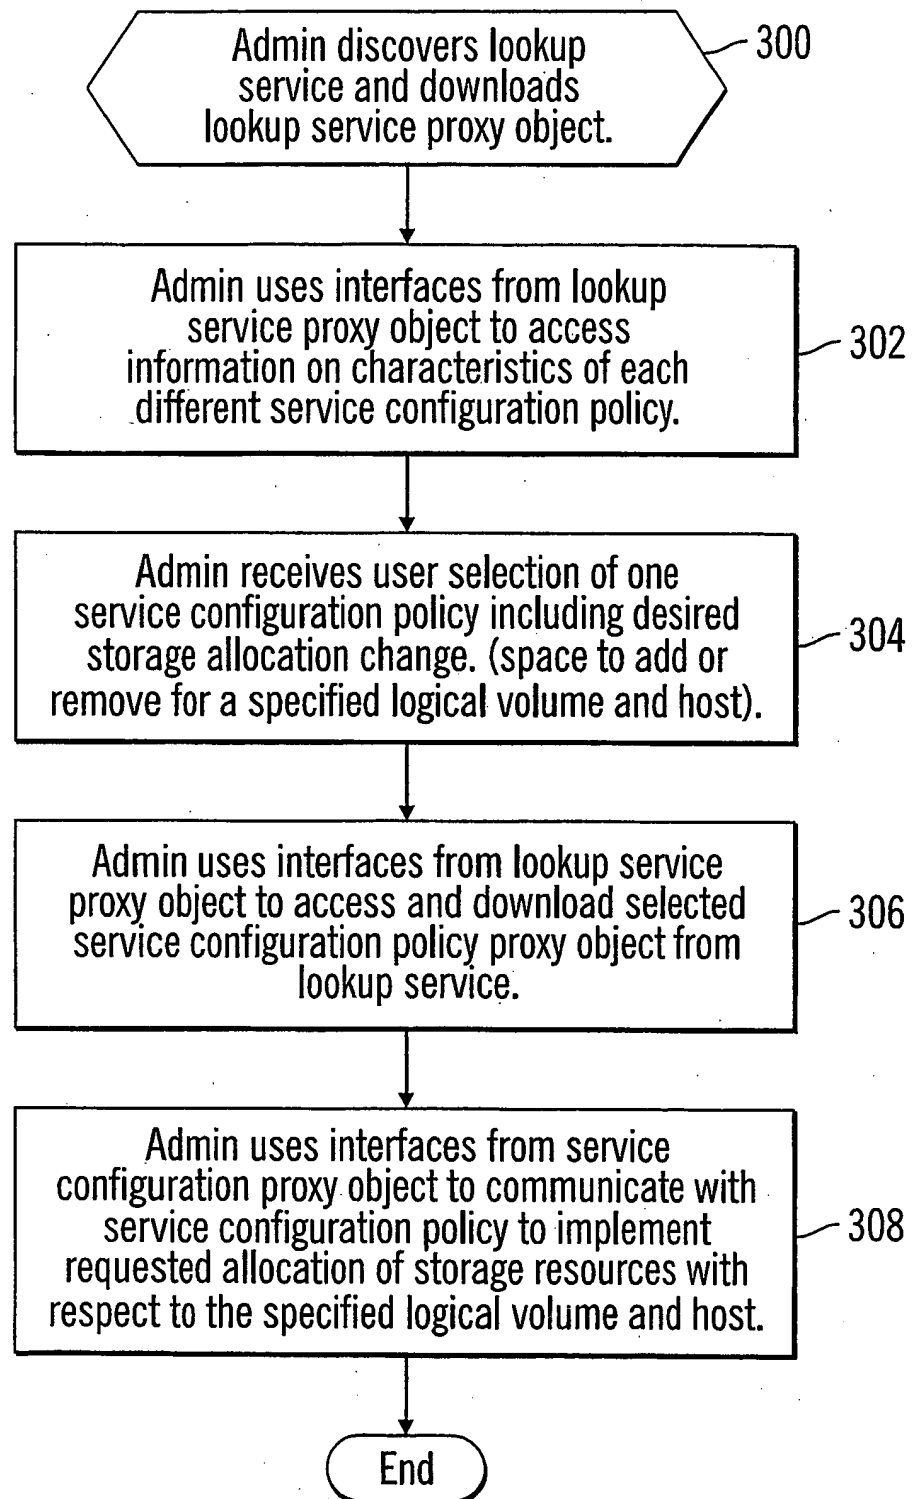 Admin discovers lookup
service and downloads
lookup service proxy object.
300
Admin uses interfaces from lookup
service proxy object to access
information on characteristics of each
different service configuration policy.
302
Admin receives user selection of one
service configuration policy including desired
storage allocation change. (space to add or
remove for a specified logical volume and host).
304
Admin uses interfaces from lookup service
proxy object to access and download selected
service configuration policy proxy object from
lookup service.
306
Admin uses interfaces from service
configuration proxy object to communicate with
service configuration policy to implement
requested allocation of storage resources with
respect to the specified logical volume and host.
308
End